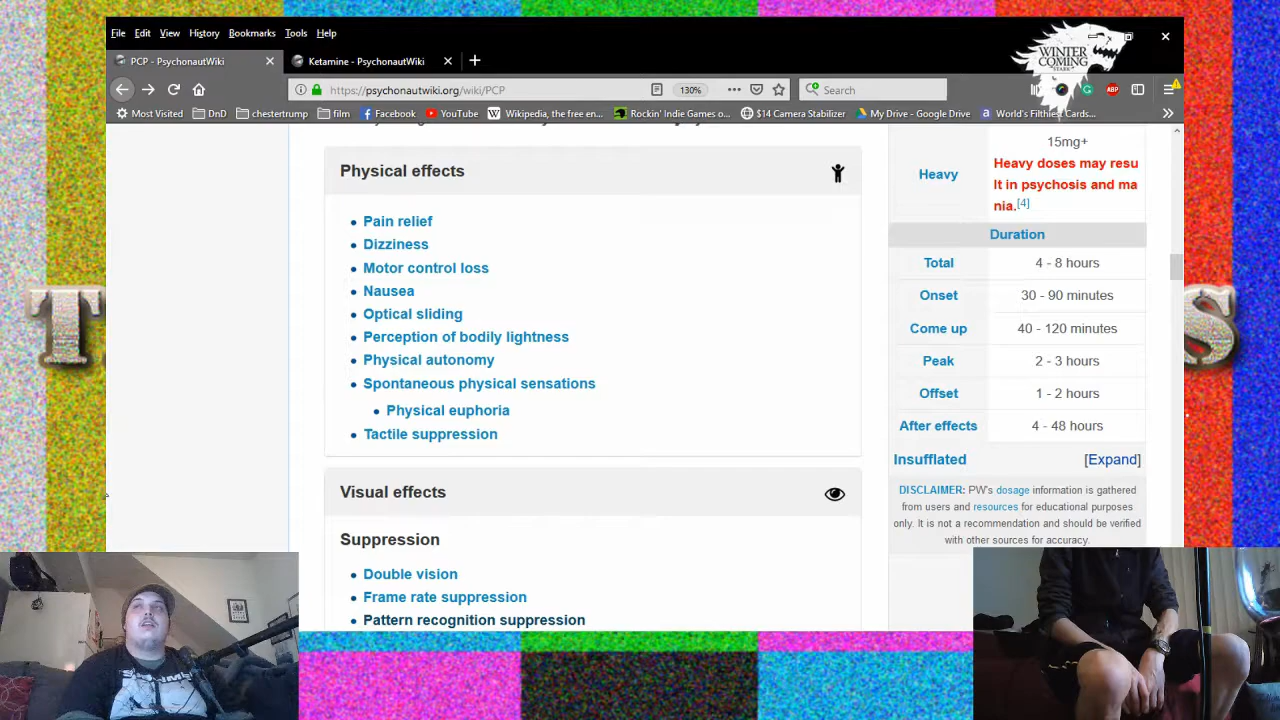 File Edit View History Bookmarks Tools Help
WINTER
COMING
STARK
PCP - PsychonautWiki
Ketamine - PsychonautWiki
https://psychonautwiki.org/wiki/PCP
130%
Search
ABP
Most Visited DnD chestertrump film Facebook YouTube Wikipedia, the free en... Rockin' Indie Games o... $14 Camera Stabilizer My Drive - Google Drive World's Filthiest Cards...
Physical effects
Pain relief
Dizziness
Motor control loss
Nausea
Optical sliding
Perception of bodily lightness
Physical autonomy
Spontaneous physical sensations
Physical euphoria
Tactile suppression
Visual effects
Suppression
Double vision
Frame rate suppression
Pattern recognition suppression
15mg+
Heavy
Heavy doses may resu
lt in psychosis and ma
nia.[4]
Duration
Total 4 - 8 hours
Onset 30 - 90 minutes
Come up 40 - 120 minutes
Peak 2 - 3 hours
Offset 1 - 2 hours
After effects 4 - 48 hours
Insufflated [Expand]
DISCLAIMER: PW's dosage information is gathered
from users and resources for educational purposes
only. It is not a recommendation and should be verified
with other sources for accuracy.
T
S